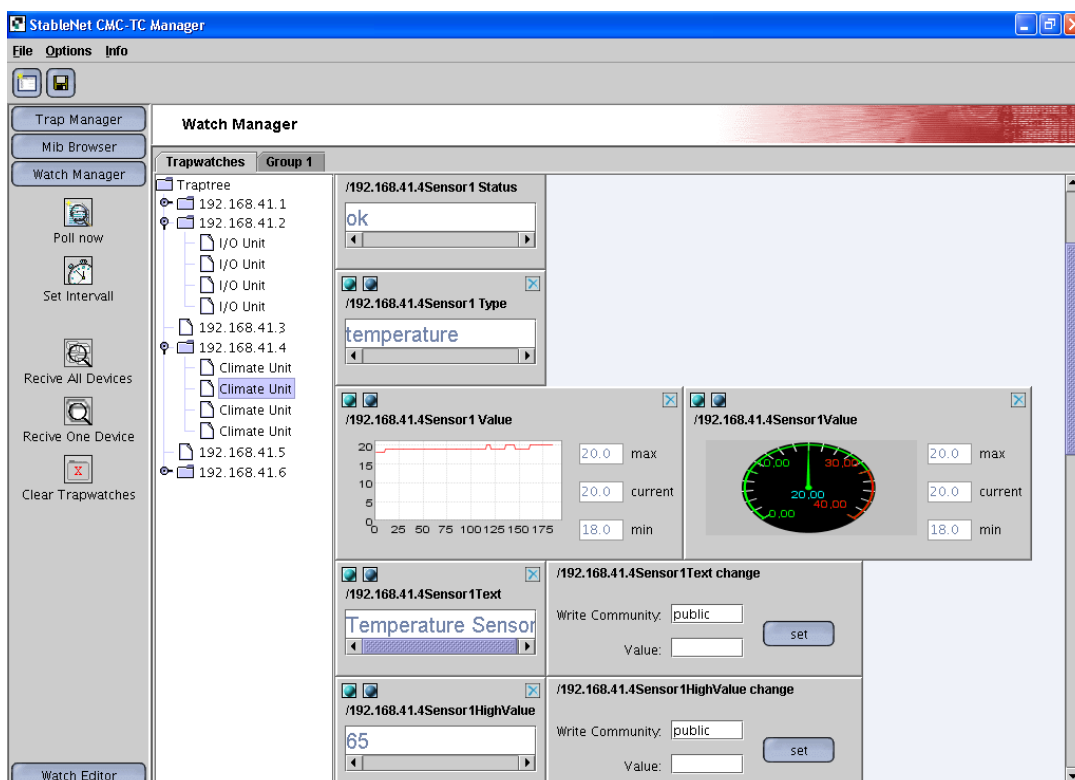 StableNet CMC-TC Manager
File Options Info
Trap Manager
Mib Browser
Watch Manager
Poll now
Set Intervall
Recive All Devices
Recive One Device
Clear Trapwatches
Watch Editor
Watch Manager
Trapwatches Group 1
Traptree
192.168.41.1
192.168.41.2
I/O Unit
I/O Unit
I/O Unit
I/O Unit
192.168.41.3
192.168.41.4
Climate Unit
Climate Unit
Climate Unit
Climate Unit
192.168.41.5
192.168.41.6
/192.168.41.4Sensor1 Status
ok
/192.168.41.4Sensor1 Type
temperature
/192.168.41.4Sensor1 Value
20
15
10
5
0
0 25 50 75 100 125 150 175
20.0 max
20.0 current
18.0 min
/192.168.41.4Sensor1Value
30,00
20,00
40,00
0,00
20.0 max
20.0 current
18.0 min
/192.168.41.4Sensor1Text
Temperature Sensor
/192.168.41.4Sensor1Text change
Write Community: public
Value:
set
/192.168.41.4Sensor1HighValue
65
/192.168.41.4Sensor1HighValue change
Write Community: public
Value:
set